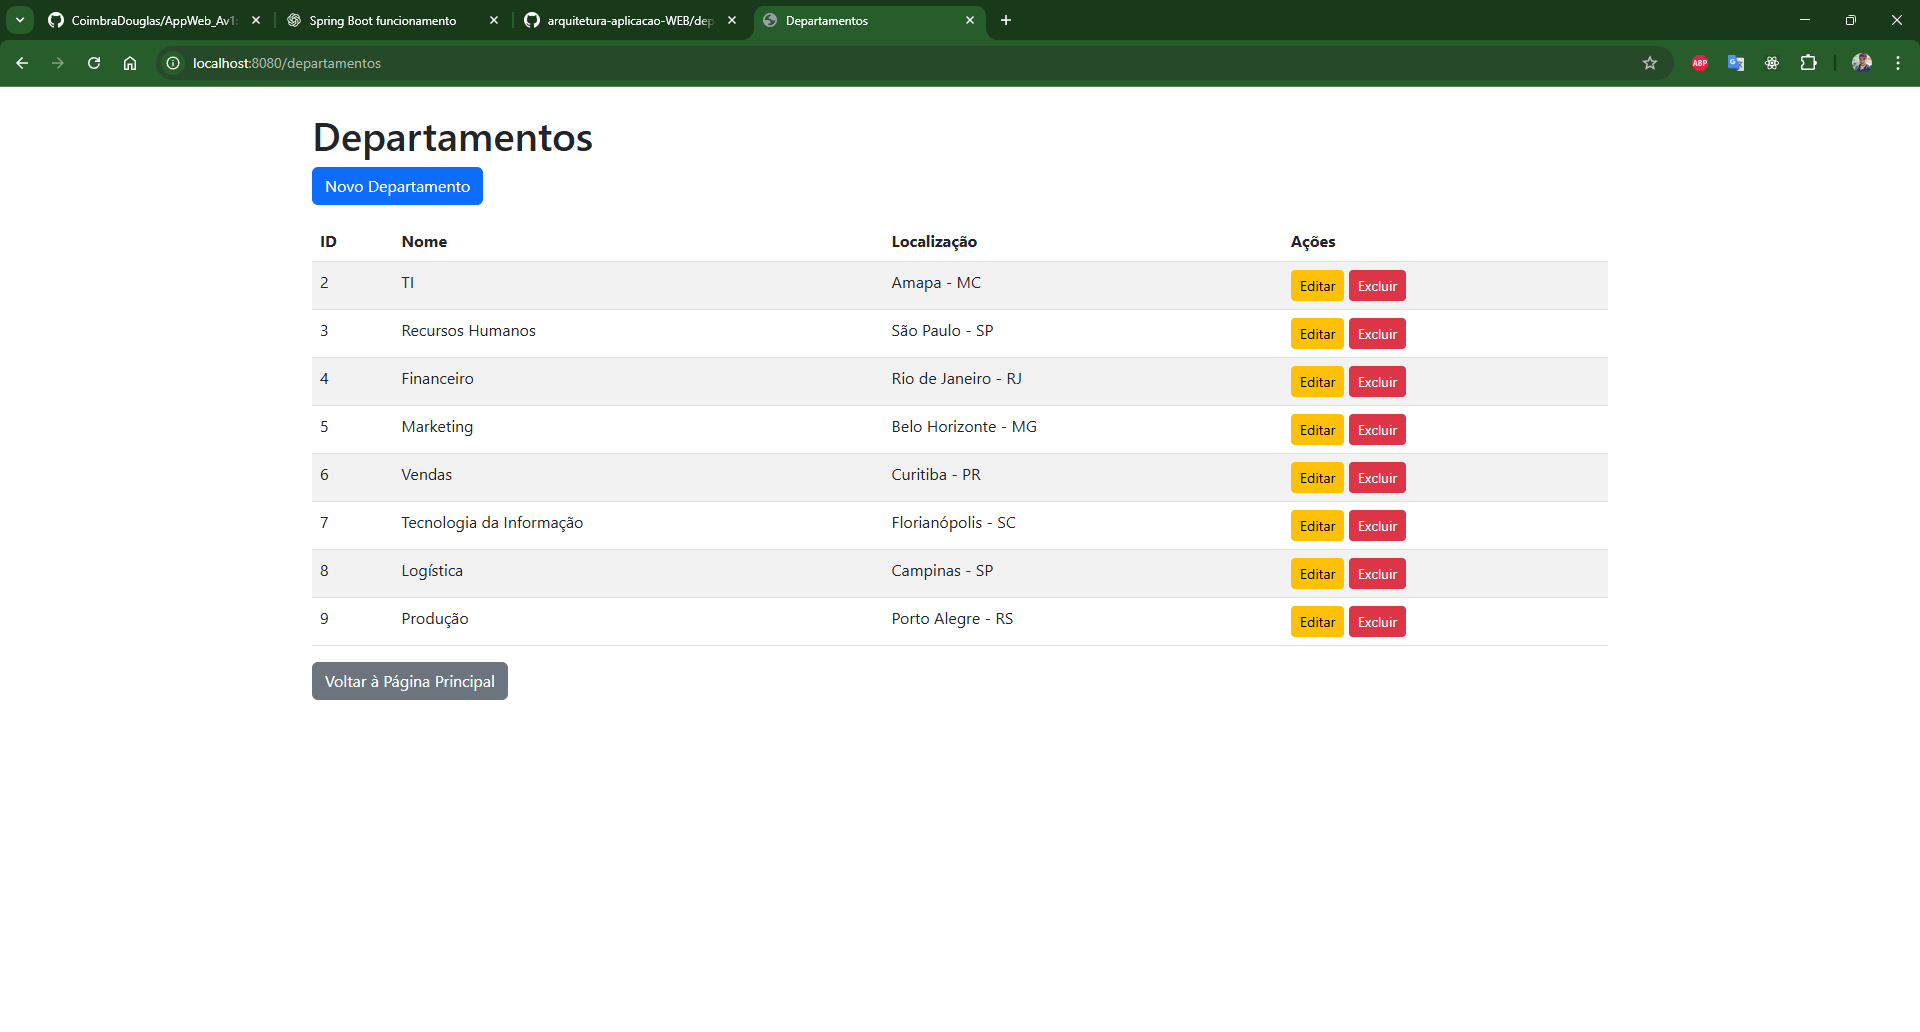 CoimbraDouglas/AppWeb_Av1
Spring Boot funcionamento
arquitetura-aplicacao-WEB/dep
Departamentos
localhost:8080/departamentos
ABP
Departamentos
Novo Departamento
ID Nome Localização Ações
2 TI Amapa - MC Editar Excluir
3 Recursos Humanos São Paulo - SP Editar Excluir
4 Financeiro Rio de Janeiro - RJ Editar Excluir
5 Marketing Belo Horizonte - MG Editar Excluir
6 Vendas Curitiba - PR Editar Excluir
7 Tecnologia da Informação Florianópolis - SC Editar Excluir
8 Logística Campinas - SP Editar Excluir
9 Produção Porto Alegre - RS Editar Excluir
Voltar à Página Principal